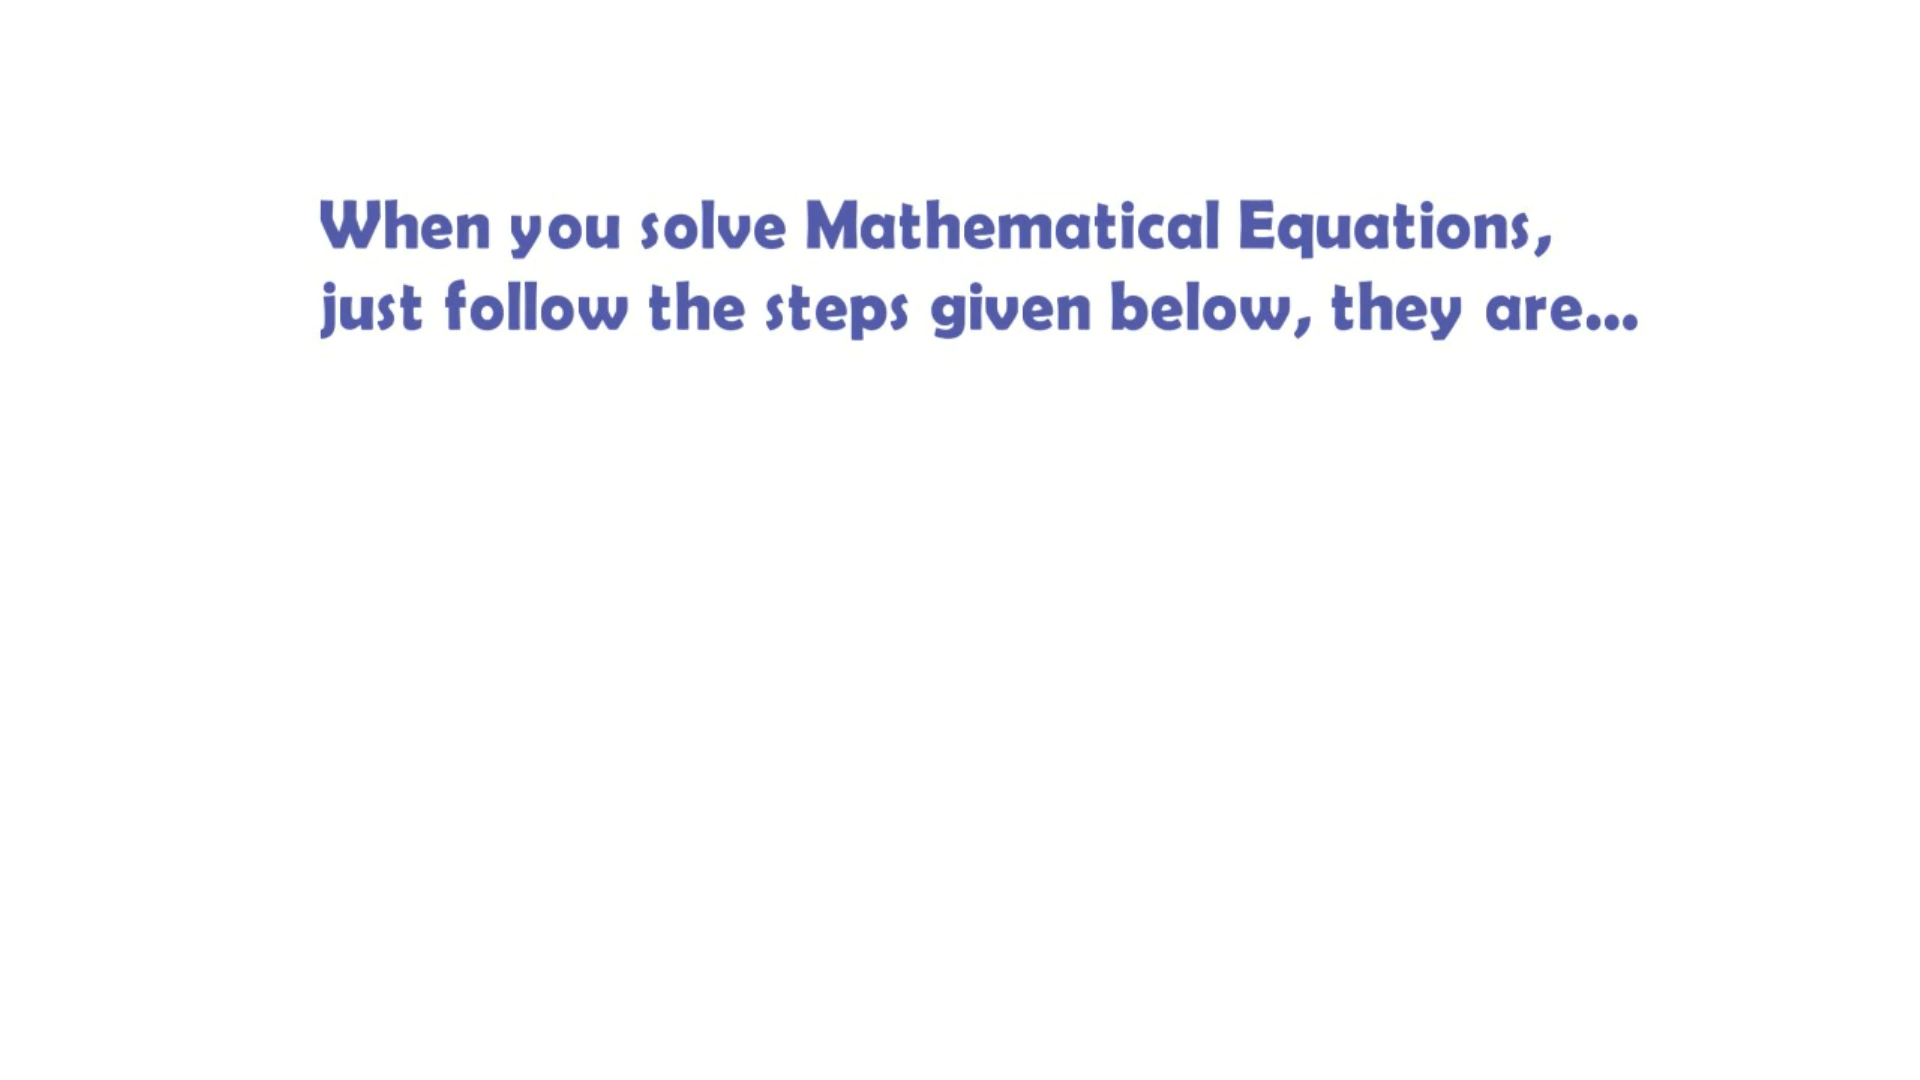 When you solve Mathematical Equations,
just follow the steps given below, they are...